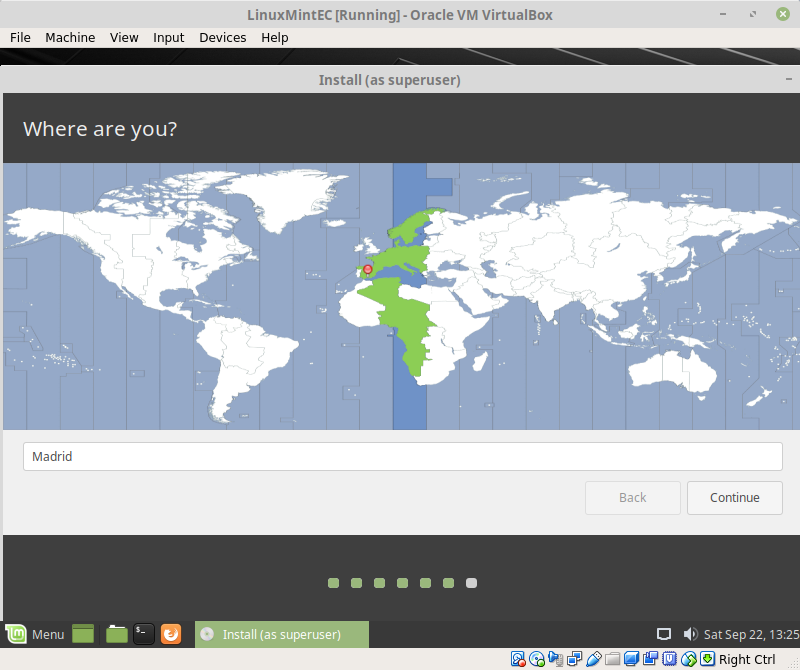 LinuxMintEC [Running] - Oracle VM VirtualBox
File Machine View Input Devices Help
Install (as superuser)
Where are you?
Madrid
Back Continue
Menu Install (as superuser) Sat Sep 22, 13:25
Right Ctrl